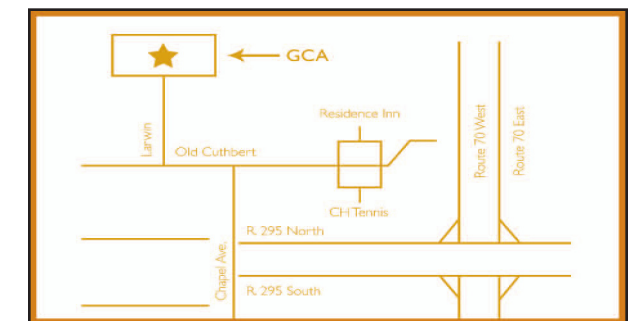 GCA
Residence Inn
Larwin
Old Cuthbert
Route 70 West
Route 70 East
CH Tennis
R. 295 North
Chapel Ave.
R. 295 South